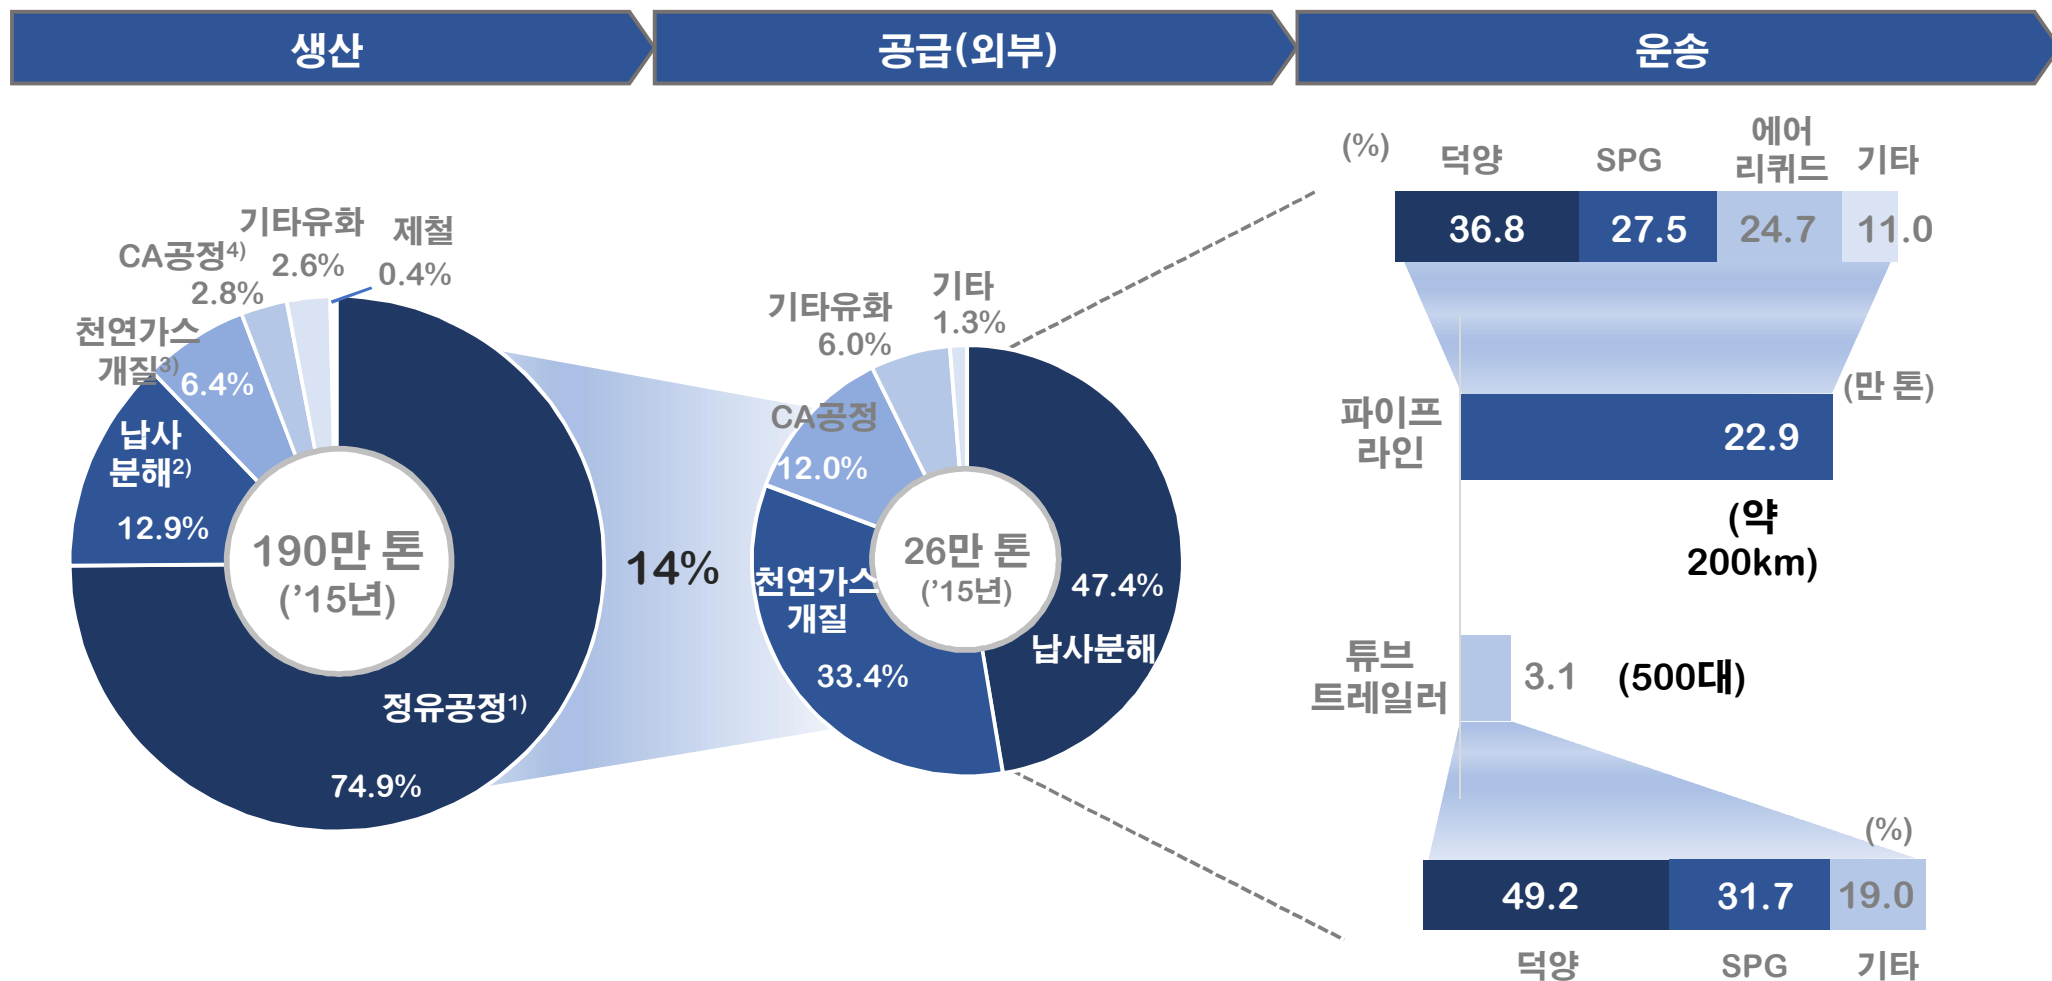 생산
공급(외부)
운송
기타유화
2.6%
제철
0.4%
CA공정4)
2.8%
천연가스
개질3)
6.4%
납사
분해2)
12.9%
190만 톤
(’15년)
정유공정1)
74.9%
14%
기타유화
6.0%
기타
1.3%
CA공정
12.0%
천연가스
개질
33.4%
26만 톤
(’15년)
47.4%
납사분해
(%)
덕양
SPG
에어
리퀴드
기타
36.8
27.5
24.7
11.0
(만 톤)
파이프
라인
22.9
(약
200km)
튜브
트레일러
3.1
(500대)
(%)
49.2
31.7
19.0
덕양
SPG
기타